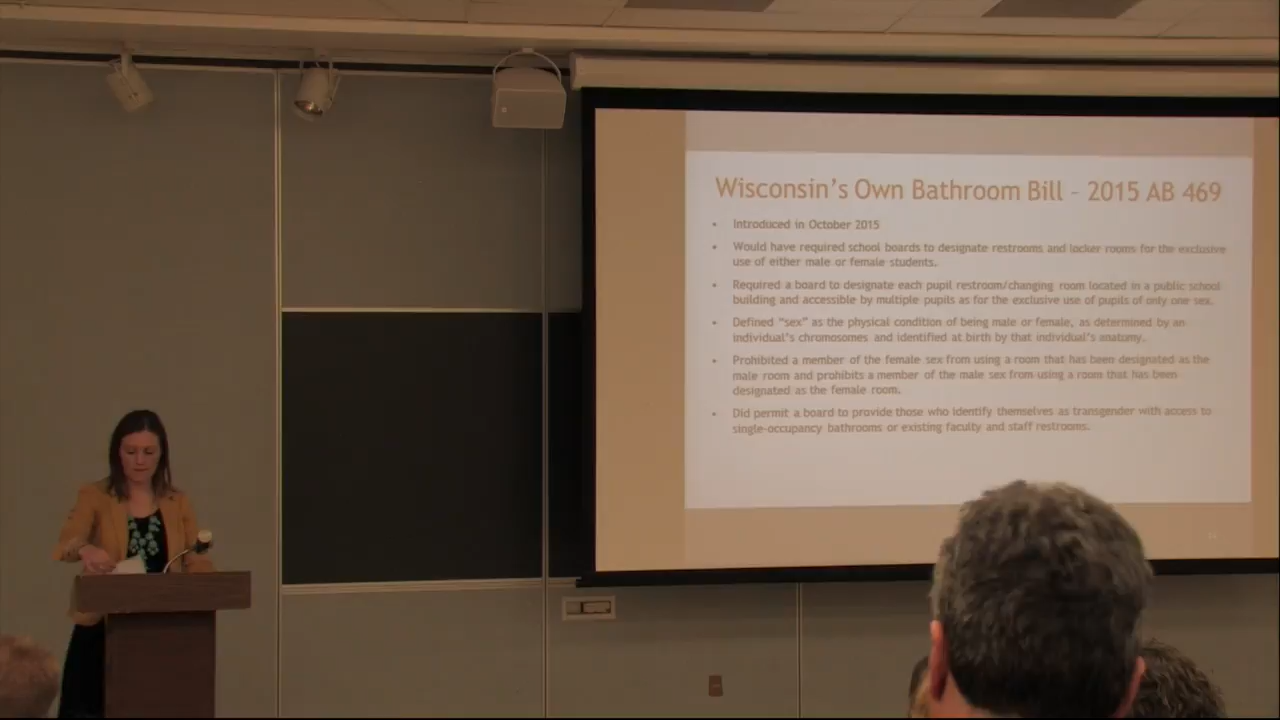 Wisconsin's Own Bathroom Bill – 2015 AB 469
• Introduced in October 2015
• Would have required school boards to designate restrooms and locker rooms for the exclusive
use of either male or female students.
• Required a board to designate each pupil restroom/changing room located in a public school
building and accessible by multiple pupils as for the exclusive use of pupils of only one sex.
• Defined "sex" as the physical condition of being male or female, as determined by an
individual's chromosomes and identified at birth by that individual's anatomy.
• Prohibited a member of the female sex from using a room that has been designated as the
male room and prohibits a member of the male sex from using a room that has been
designated as the female room.
• Did permit a board to provide those who identify themselves as transgender with access to
single-occupancy bathrooms or existing faculty and staff restrooms.